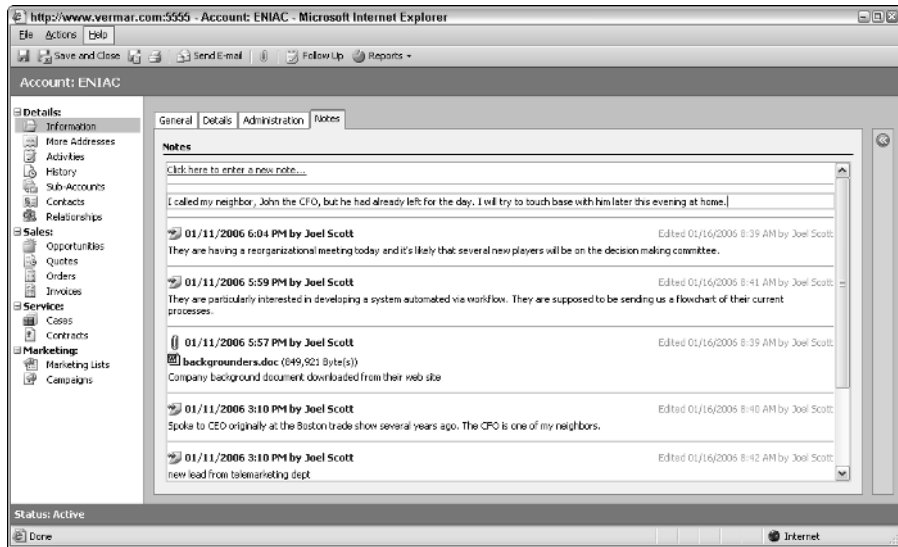 http://www.vermar.com:5555 - Account: ENIAC - Microsoft Internet Explorer
File Actions Help
Save and Close Send E-mail Follow Up Reports
Account: ENIAC
Details:
Information
More Addresses
Activities
History
Sub-Accounts
Contacts
Relationships
Sales:
Opportunities
Quotes
Orders
Invoices
Service:
Cases
Contracts
Marketing:
Marketing Lists
Campaigns
General Details Administration Notes
Notes
Click here to enter a new note...
I called my neighbor, John the CFO, but he had already left for the day. I will try to touch base with him later this evening at home.
01/11/2006 6:04 PM by Joel Scott Edited 01/16/2006 8:39 AM by Joel Scott
They are having a reorganizational meeting today and it's likely that several new players will be on the decision making committee.
01/11/2006 5:59 PM by Joel Scott Edited 01/16/2006 8:41 AM by Joel Scott
They are particularly interested in developing a system automated via workflow. They are supposed to be sending us a flowchart of their current
processes.
01/11/2006 5:57 PM by Joel Scott Edited 01/16/2006 8:39 AM by Joel Scott
backgrounders.doc (849,921 Byte(s))
Company background document downloaded from their web site
01/11/2006 3:10 PM by Joel Scott Edited 01/16/2006 8:40 AM by Joel Scott
Spoke to CEO originally at the Boston trade show several years ago. The CFO is one of my neighbors.
01/11/2006 3:10 PM by Joel Scott Edited 01/16/2006 8:42 AM by Joel Scott
new lead from telemarketing dept
Status: Active
Done Internet